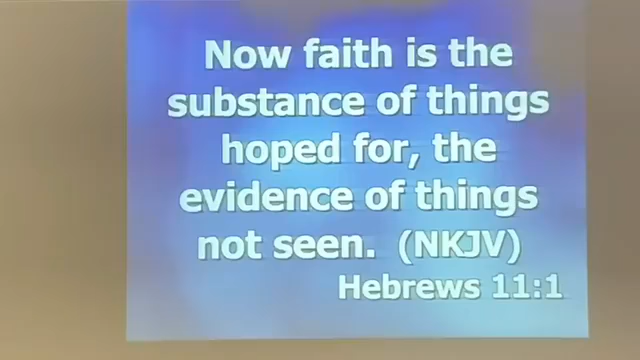 Now faith is the
substance of things
hoped for, the
evidence of things
not seen. (NKJV)
Hebrews 11:1